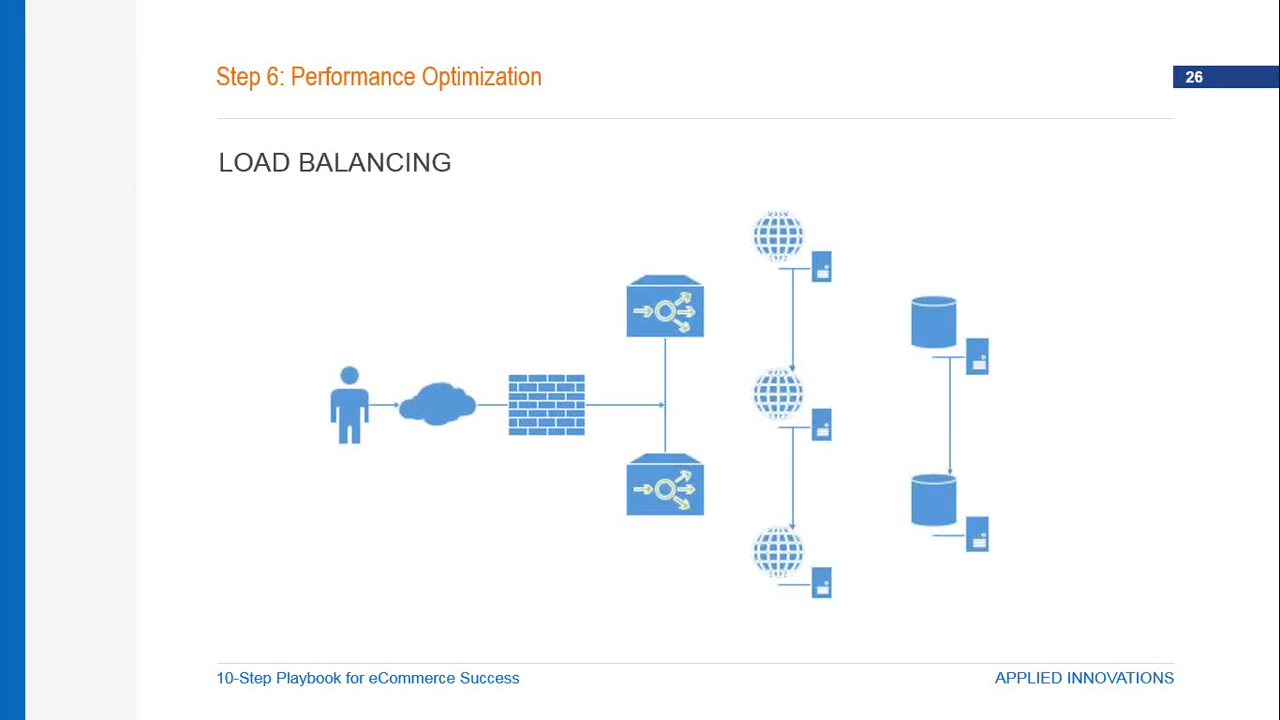 Step 6: Performance Optimization
26
LOAD BALANCING
10-Step Playbook for eCommerce Success
APPLIED INNOVATIONS